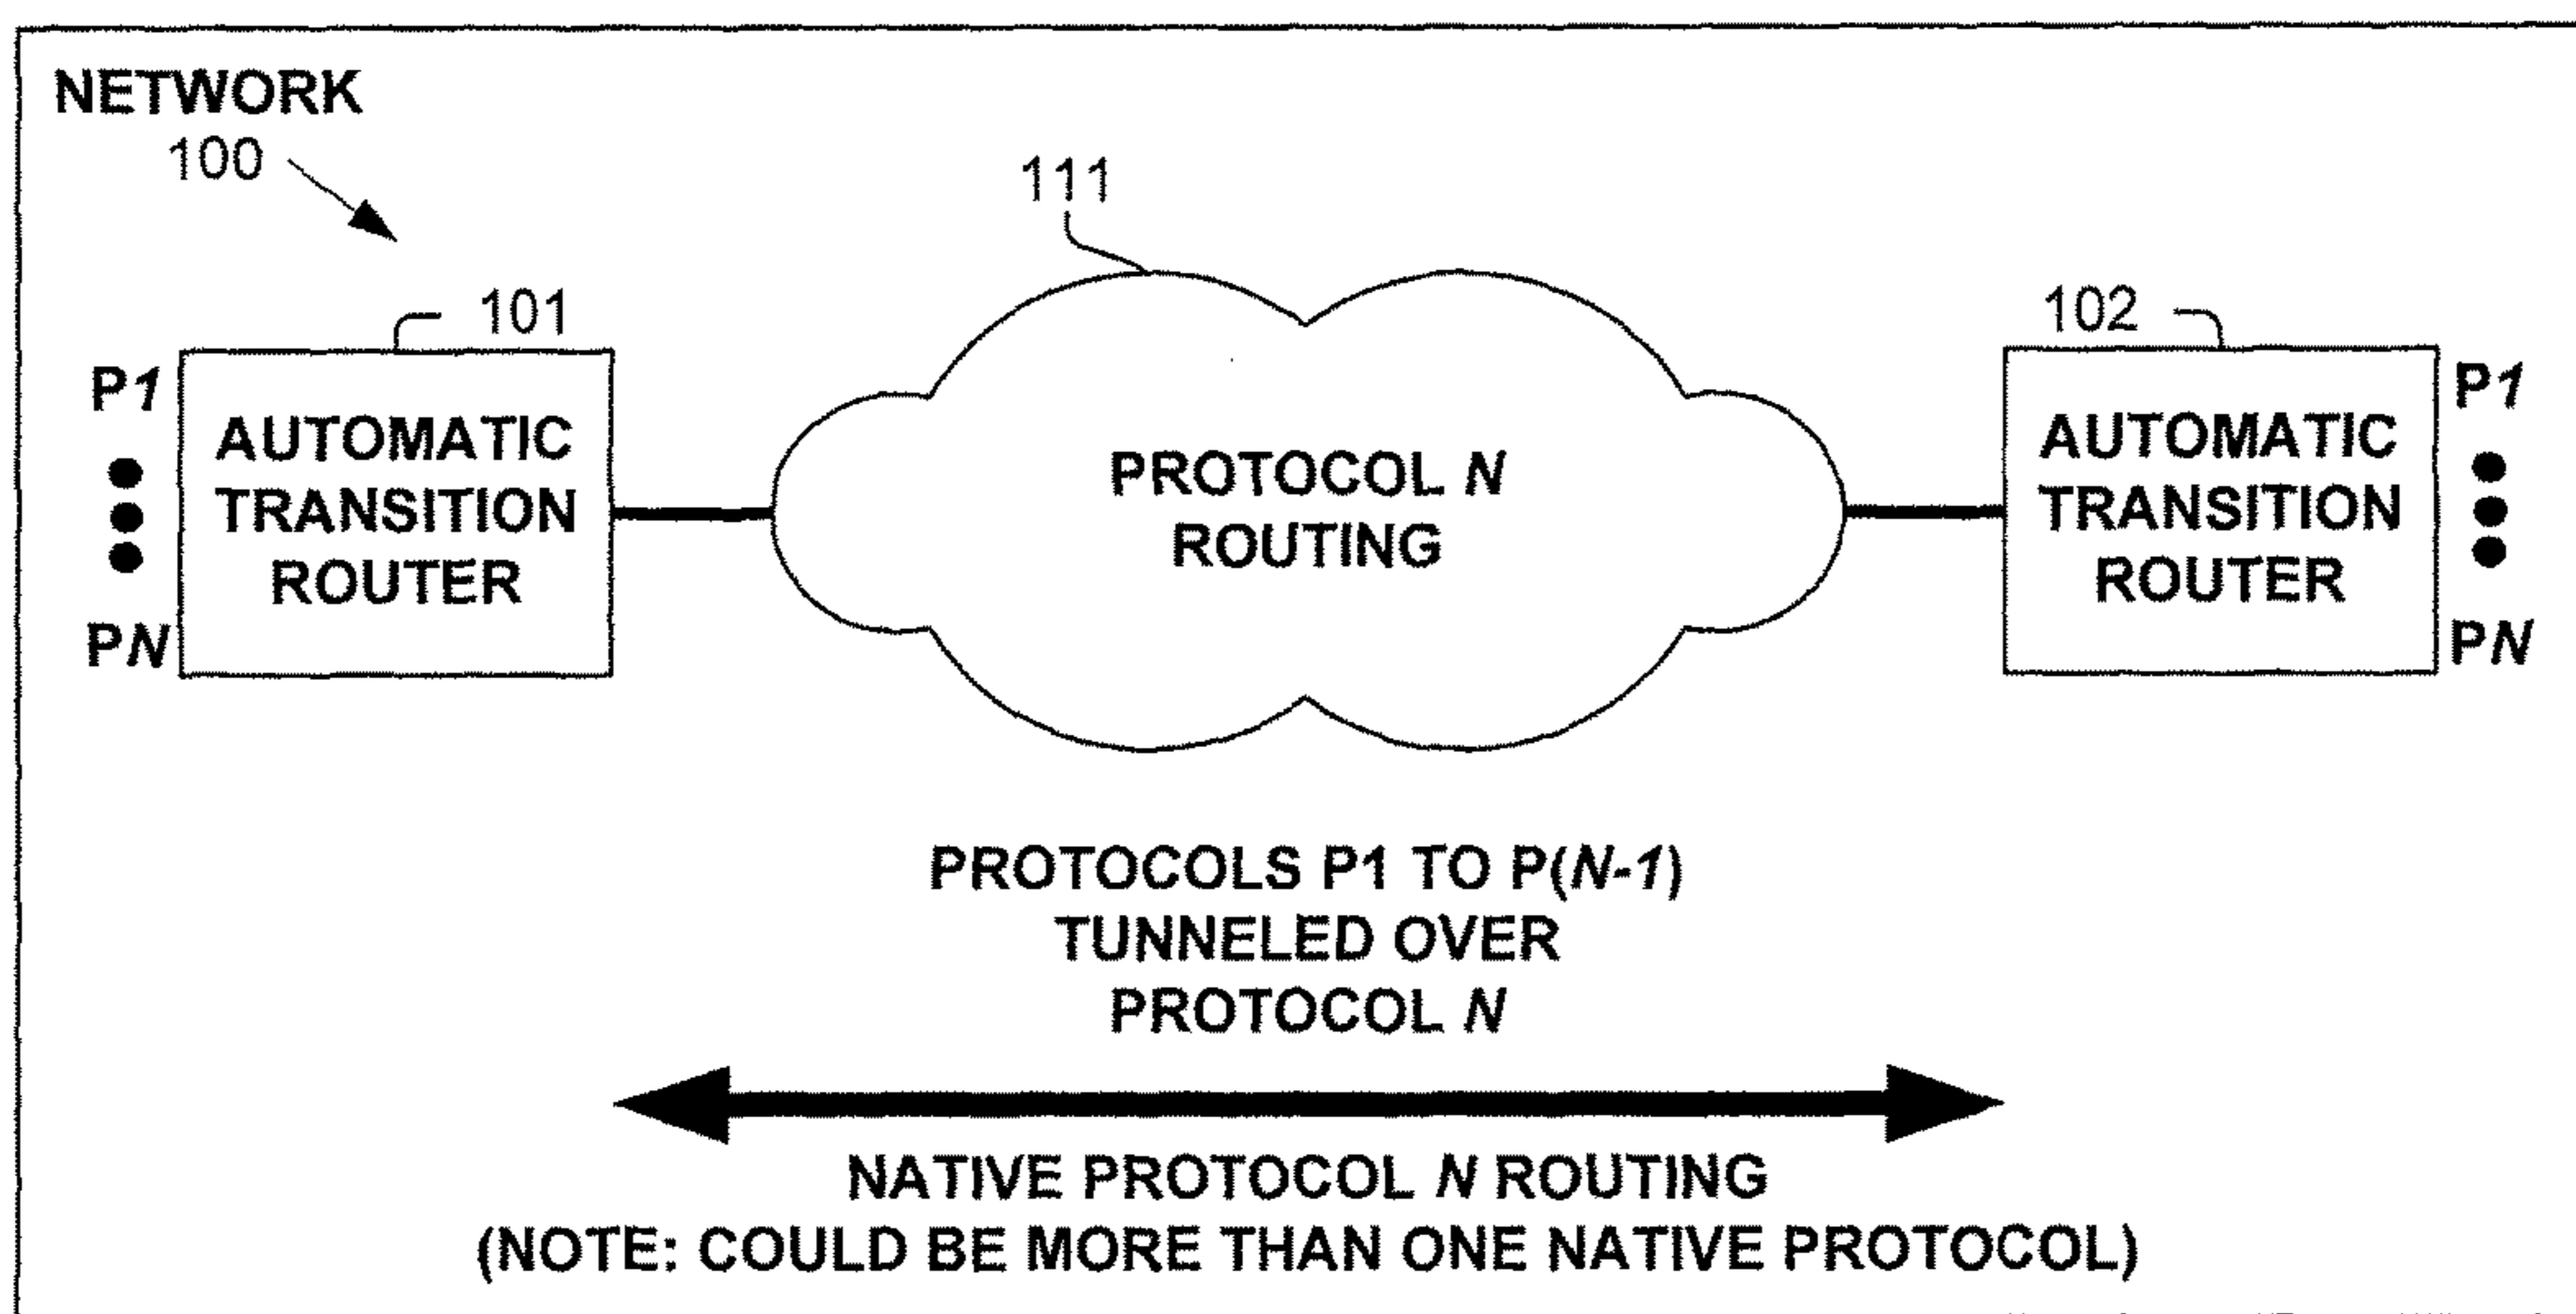 NETWORK
100
111
101
102
P1
PN
AUTOMATIC
TRANSITION
ROUTER
PROTOCOL N
ROUTING
AUTOMATIC
TRANSITION
ROUTER
P1
PN
PROTOCOLS P1 TO P(N-1)
TUNNELED OVER
PROTOCOL N
NATIVE PROTOCOL N ROUTING
(NOTE: COULD BE MORE THAN ONE NATIVE PROTOCOL)